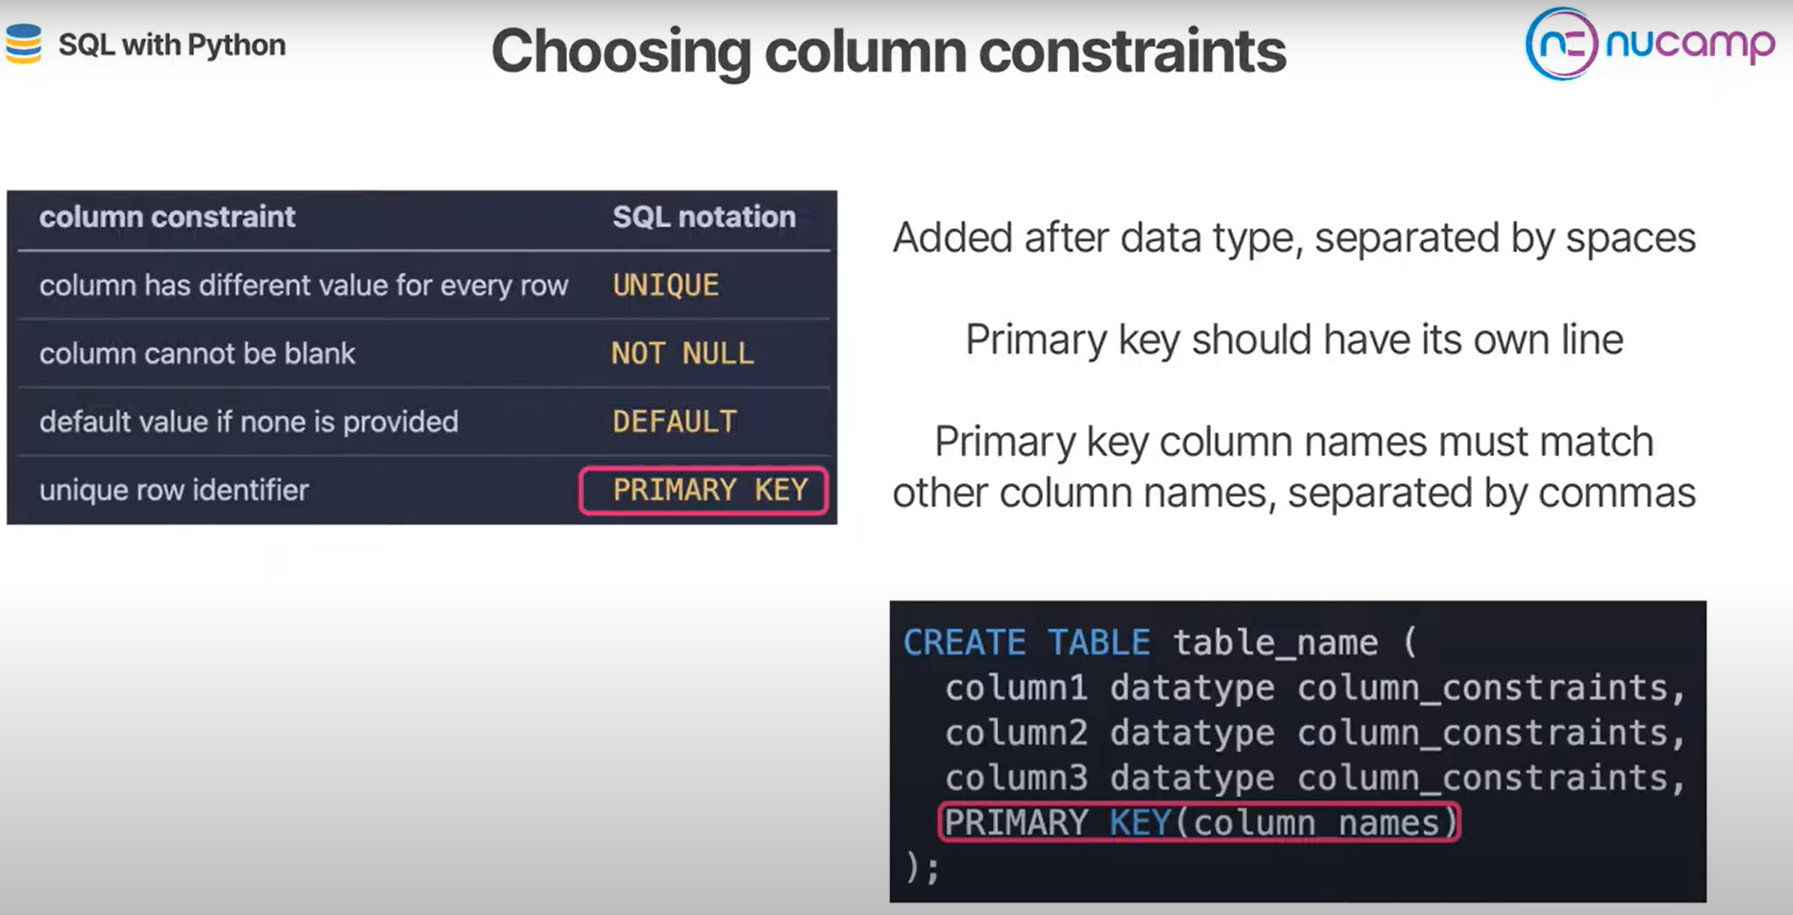 SQL with Python
Choosing column constraints
nucamp
column constraint SQL notation
column has different value for every row UNIQUE
column cannot be blank NOT NULL
default value if none is provided DEFAULT
unique row identifier PRIMARY KEY
Added after data type, separated by spaces
Primary key should have its own line
Primary key column names must match
other column names, separated by commas
CREATE TABLE table_name (
column1 datatype column_constraints,
column2 datatype column_constraints,
column3 datatype column_constraints,
PRIMARY KEY(column_names)
);